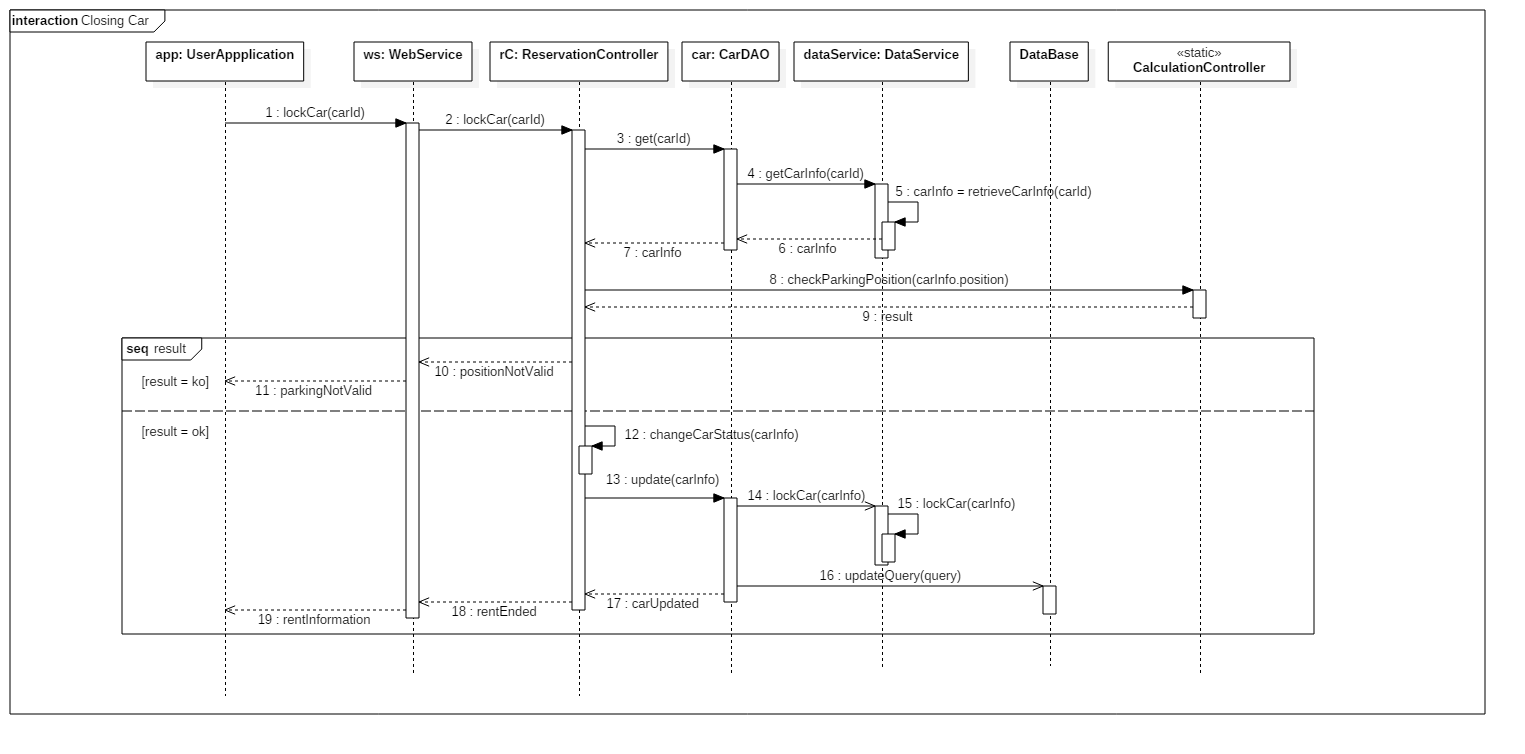 interaction Closing Car
app: UserAppplication
ws: WebService
rC: ReservationController
car: CarDAO
dataService: DataService
DataBase
«static»
CalculationController
1 : lockCar(carId)
2 : lockCar(carId)
3 : get(carId)
4 : getCarInfo(carId)
5 : carInfo = retrieveCarInfo(carId)
6 : carInfo
7 : carInfo
8 : checkParkingPosition(carInfo.position)
9 : result
seq result
10 : positionNotValid
[result = ko]
11 : parkingNotValid
[result = ok]
12 : changeCarStatus(carInfo)
13 : update(carInfo)
14 : lockCar(carInfo)
15 : lockCar(carInfo)
16 : updateQuery(query)
17 : carUpdated
18 : rentEnded
19 : rentInformation